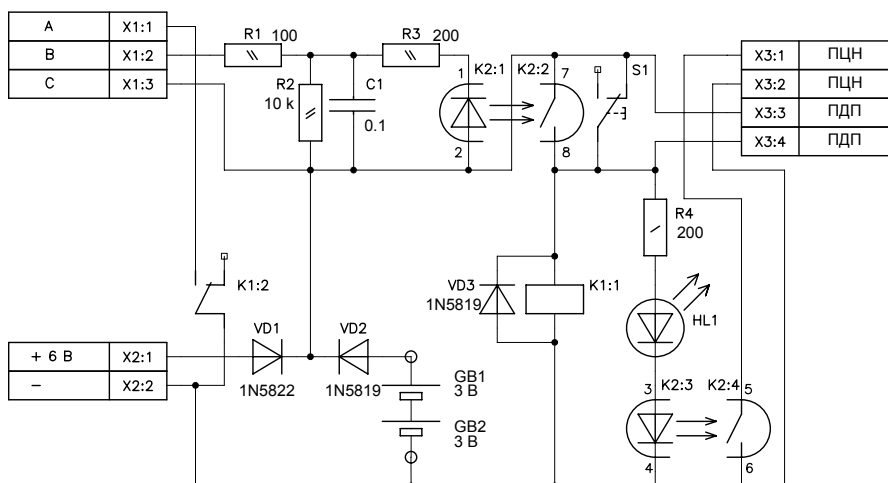 A X1:1
B X1:2
C X1:3
R1 100
R3 200
R2
10 k
C1
0.1
1 K2:1 K2:2 7
2 8
S1
X3:1 ПЦН
X3:2 ПЦН
X3:3 ПДП
X3:4 ПДП
R4
200
K1:2
VD3
1N5819
K1:1
HL1
+ 6 В X2:1
− X2:2
VD1 VD2
1N5822 1N5819
GB1
3 В
GB2
3 В
3 K2:3 K2:4 5
4 6